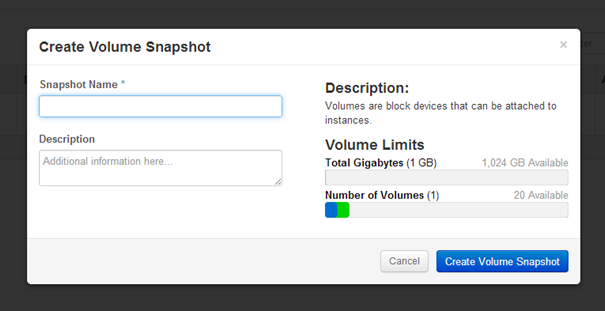 Create Volume Snapshot
×
Snapshot Name *
Description
Additional information here...
Description:
Volumes are block devices that can be attached to
instances.
Volume Limits
Total Gigabytes (1 GB) 1,024 GB Available
Number of Volumes (1) 20 Available
Cancel
Create Volume Snapshot